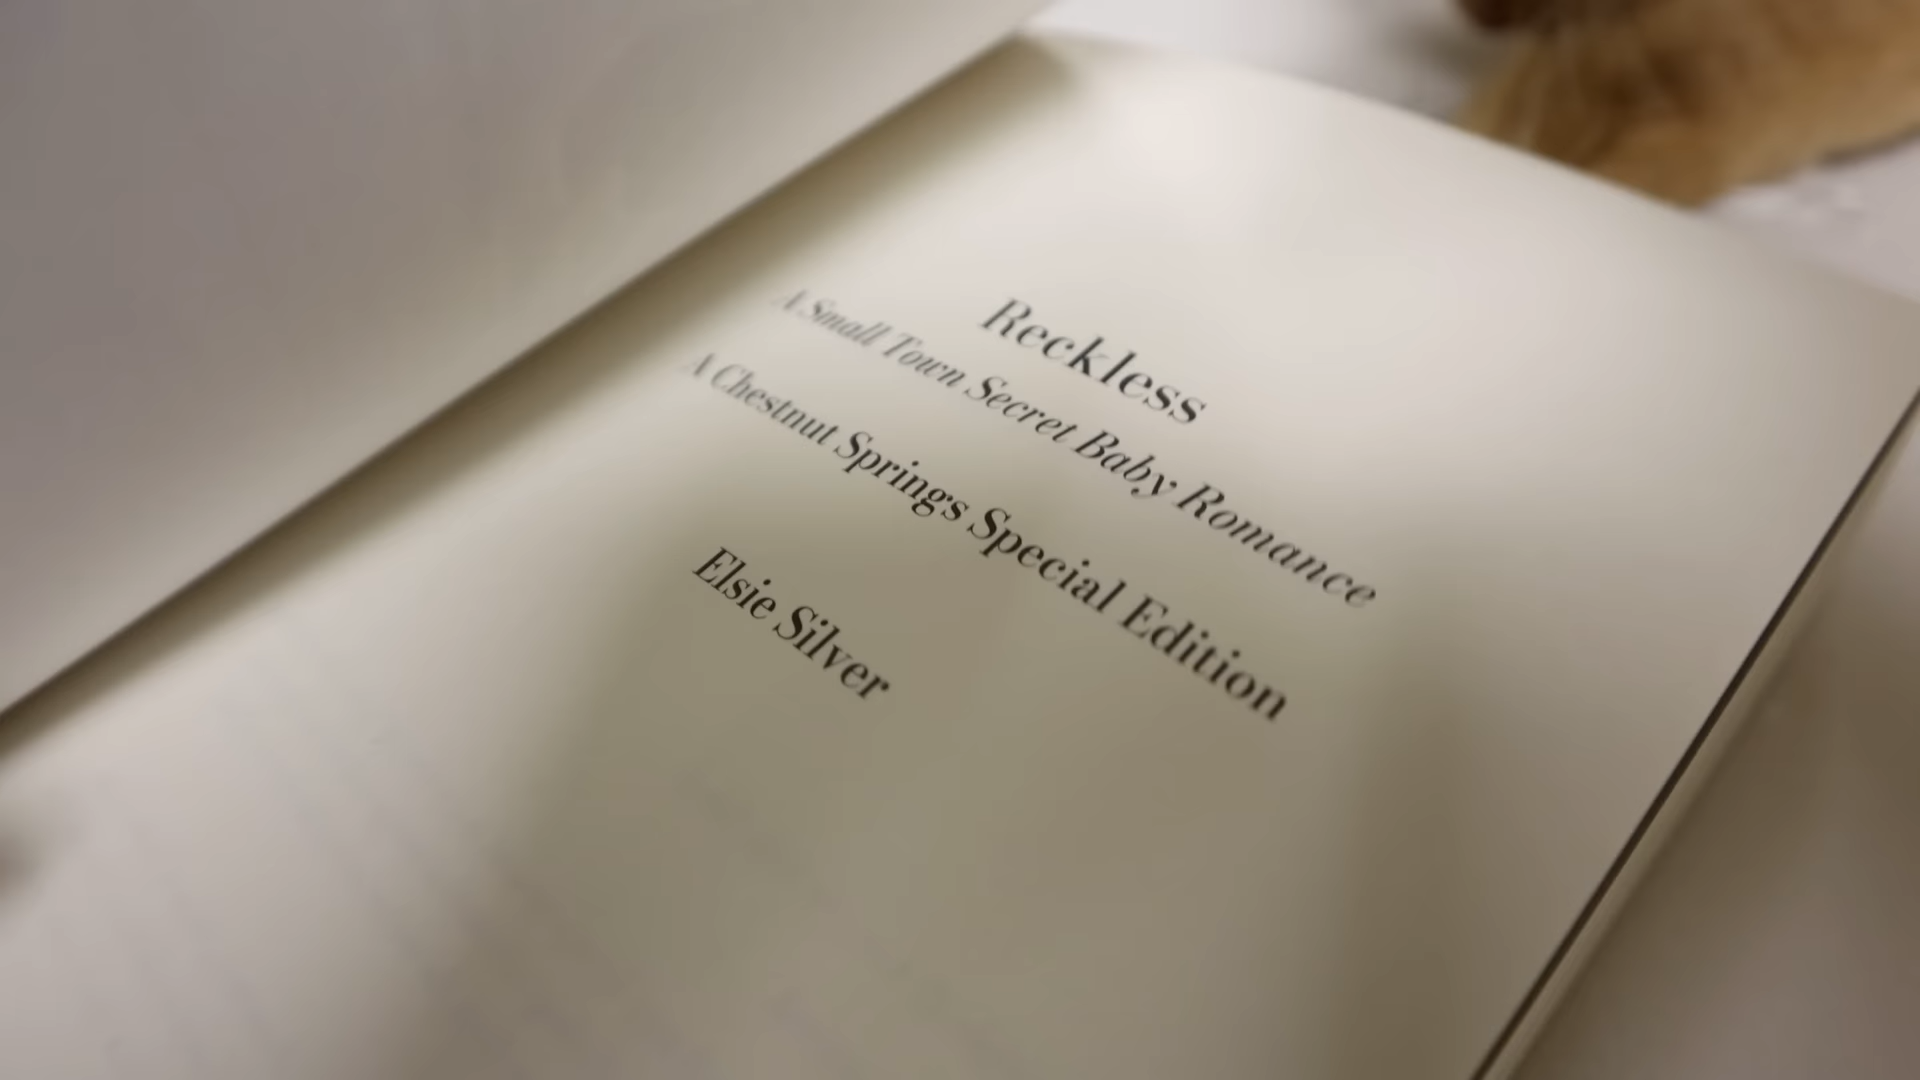 Reckless
A Small Town Secret Baby Romance
A Chestnut Springs Special Edition
Elsie Silver